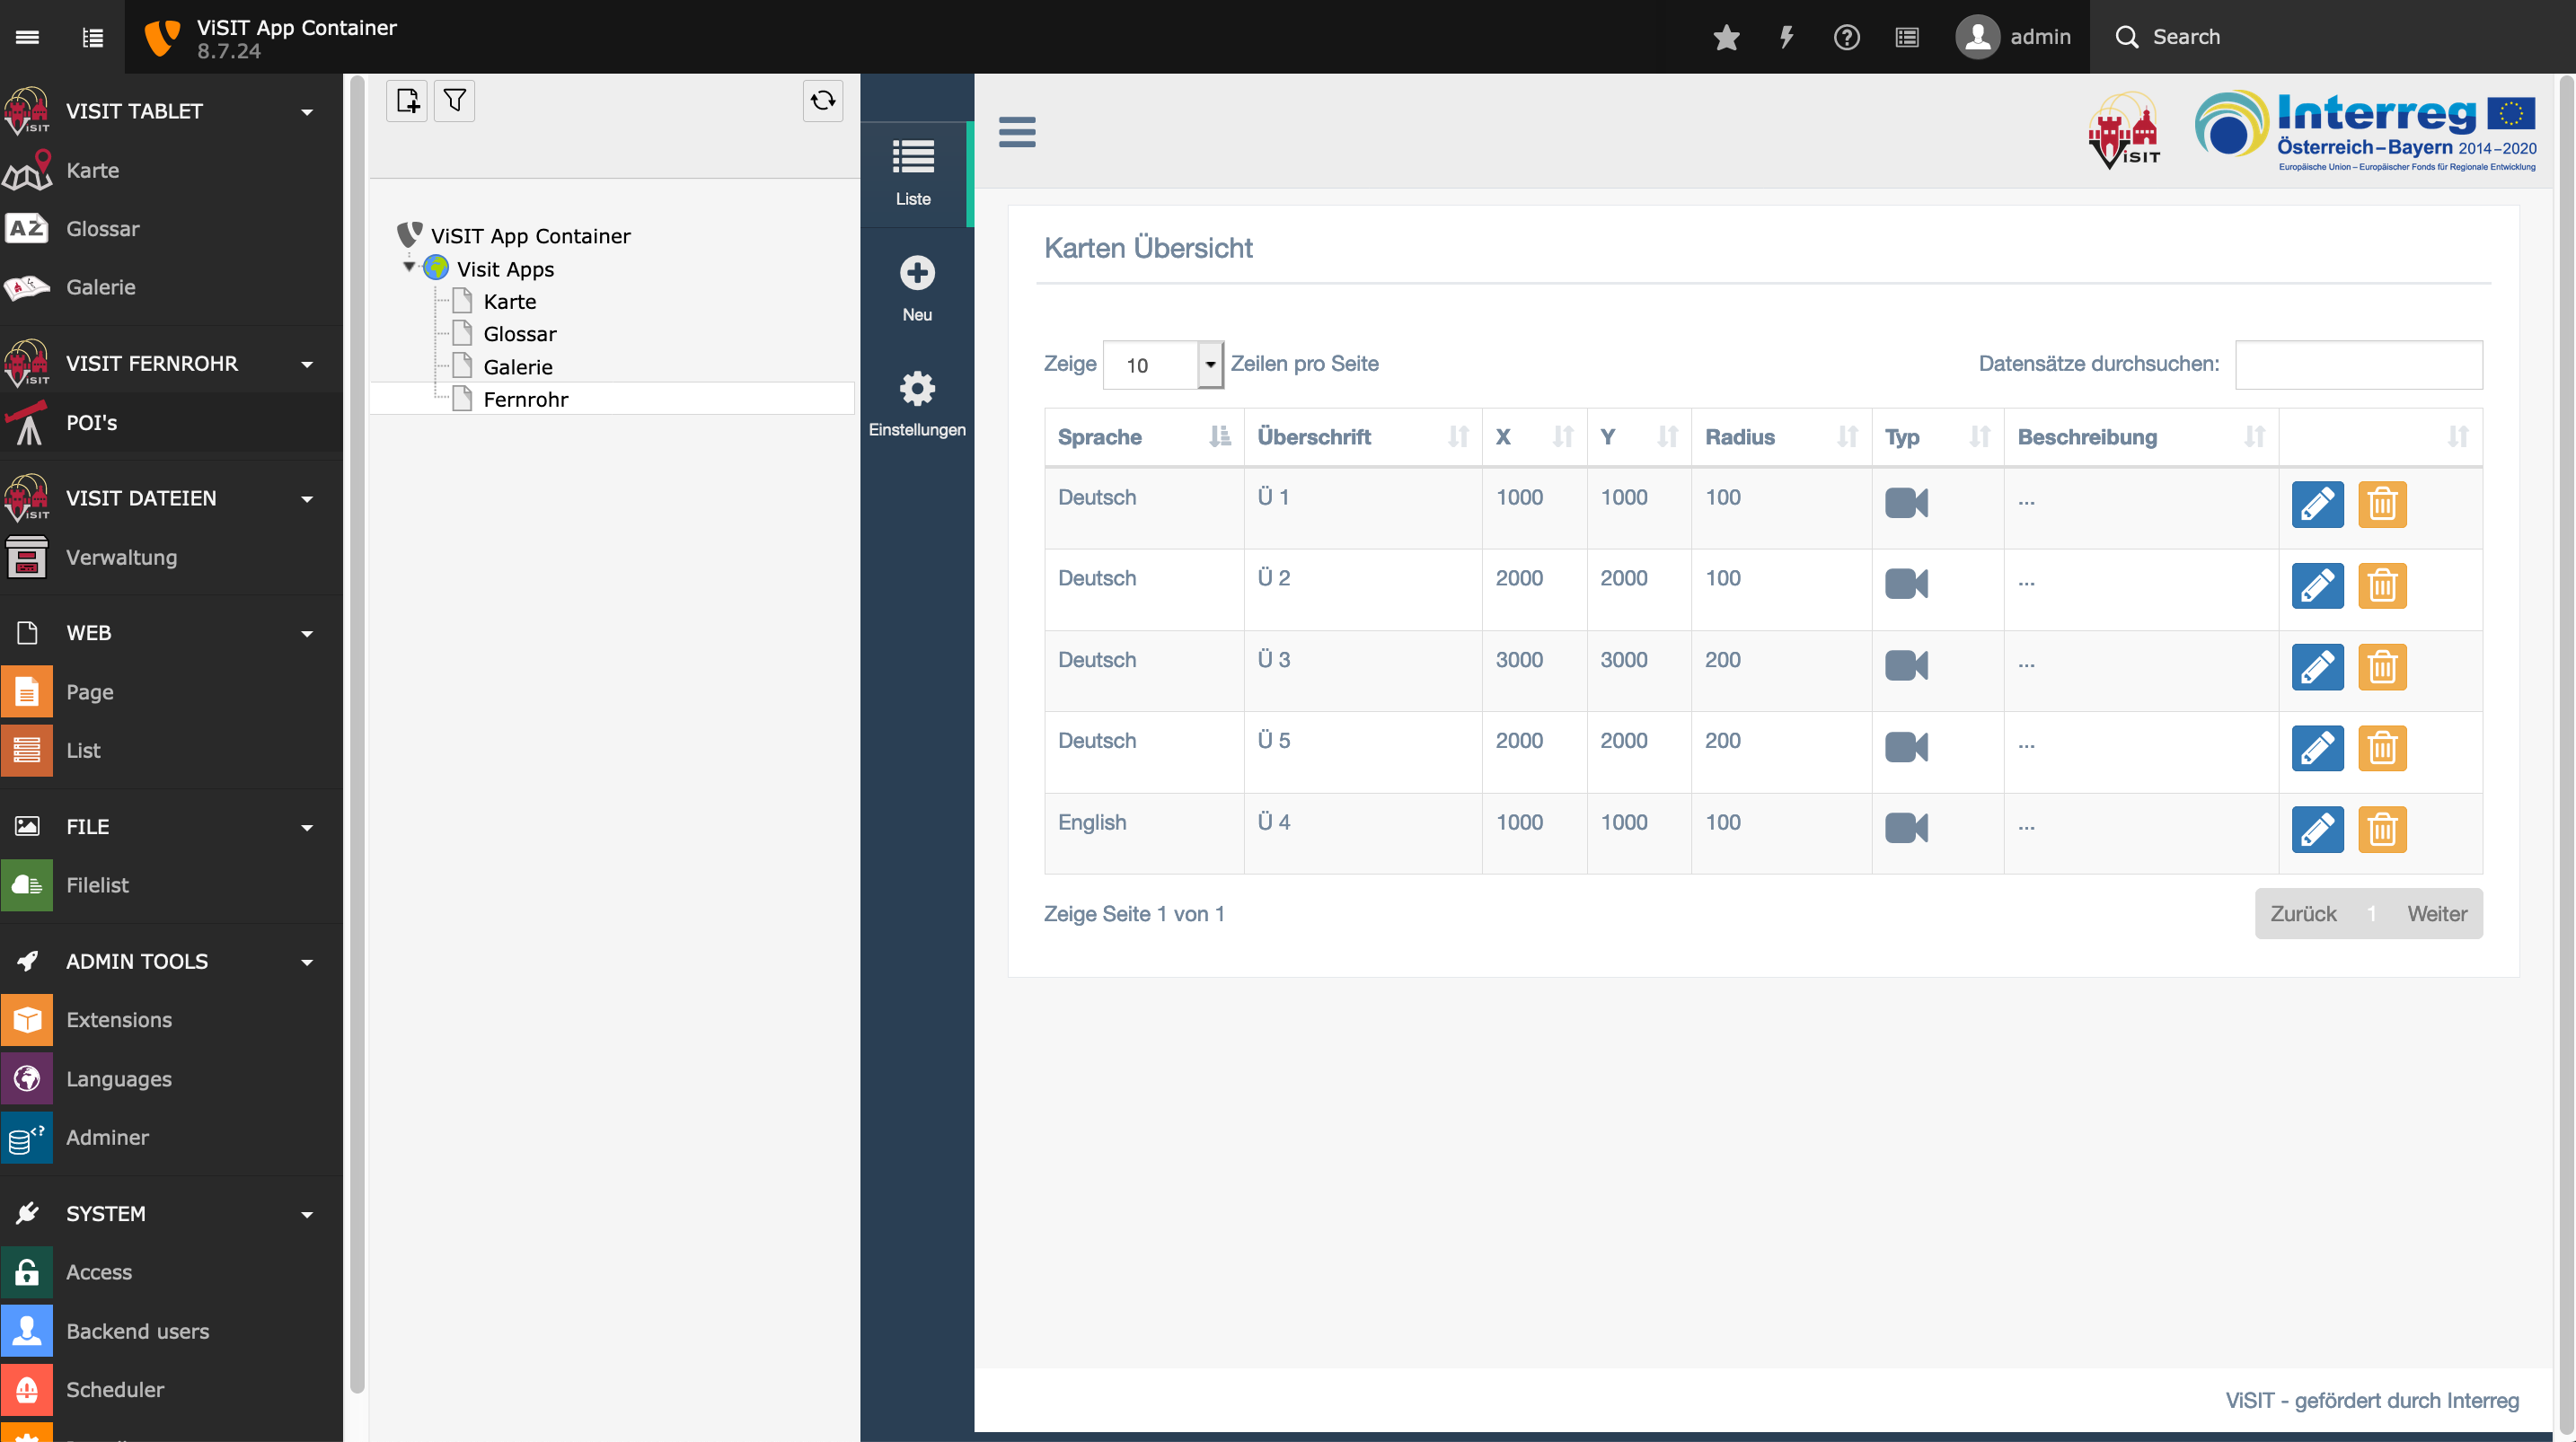 ViSIT App Container
8.7.24
admin
Search
VISIT TABLET
Karte
Glossar
Galerie
VISIT FERNROHR
POI's
VISIT DATEIEN
Verwaltung
WEB
Page
List
FILE
Filelist
ADMIN TOOLS
Extensions
Languages
Adminer
SYSTEM
Access
Backend users
Scheduler
ViSIT App Container
Visit Apps
Karte
Glossar
Galerie
Fernrohr
Liste
Neu
Einstellungen
ViSIT
Interreg
Österreich – Bayern 2014 – 2020
Europäische Union – Europäischer Fonds für Regionale Entwicklung
Karten Übersicht
Zeige 10 Zeilen pro Seite Datensätze durchsuchen:
Sprache Überschrift X Y Radius Typ Beschreibung
Deutsch Ü 1 1000 1000 100 ...
Deutsch Ü 2 2000 2000 100 ...
Deutsch Ü 3 3000 3000 200 ...
Deutsch Ü 5 2000 2000 200 ...
English Ü 4 1000 1000 100 ...
Zeige Seite 1 von 1 Zurück 1 Weiter
ViSIT - gefördert durch Interreg